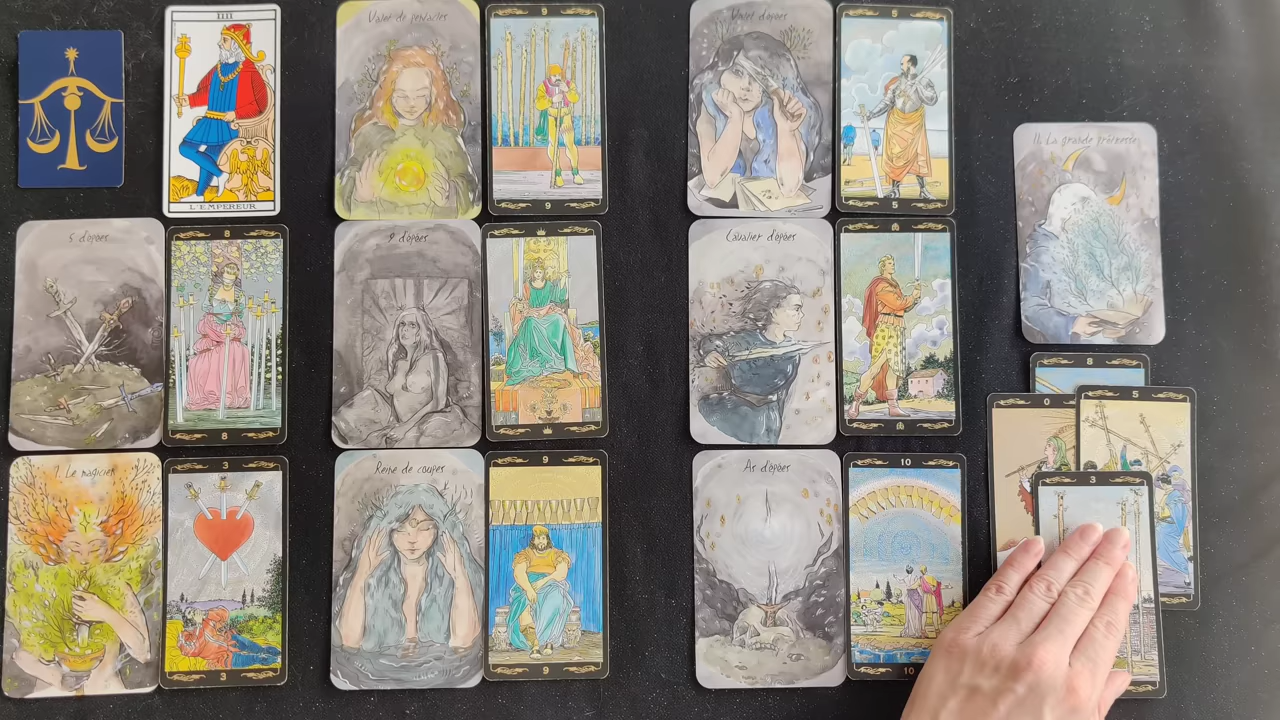 IIII
L'EMPEREUR
Valet de pentacles
9
9
Valet d'épées
5
5
II. La grande prêtresse
5 d'épées
8
8
9 d'épées
Cavalier d'épées
8
0
5
3
I. Le magicien
3
3
Reine de coupes
9
9
As d'épées
10
10